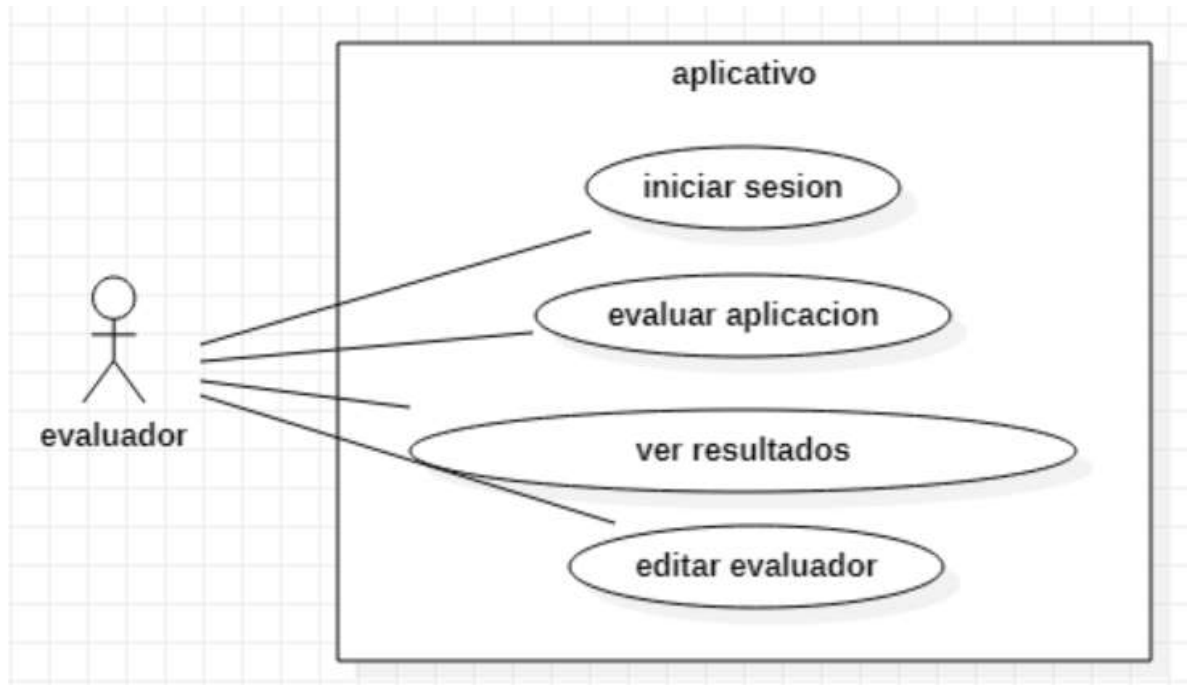 aplicativo
iniciar sesion
evaluar aplicacion
evaluador
ver resultados
editar evaluador